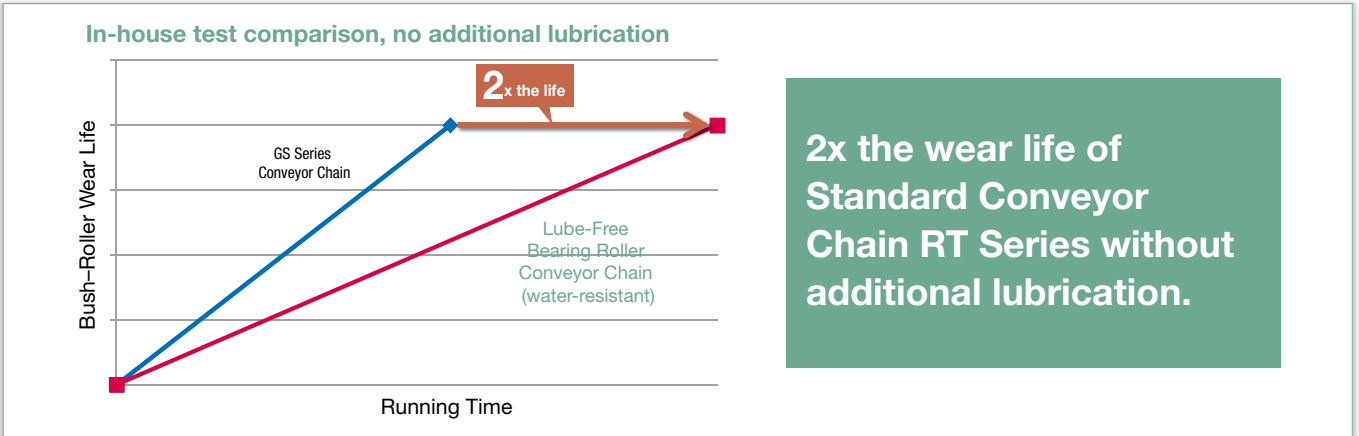 In-house test comparison, no additional lubrication
2x the life
Bush–Roller Wear Life
GS Series
Conveyor Chain
Lube-Free
Bearing Roller
Conveyor Chain
(water-resistant)
Running Time
2x the wear life of
Standard Conveyor
Chain RT Series without
additional lubrication.